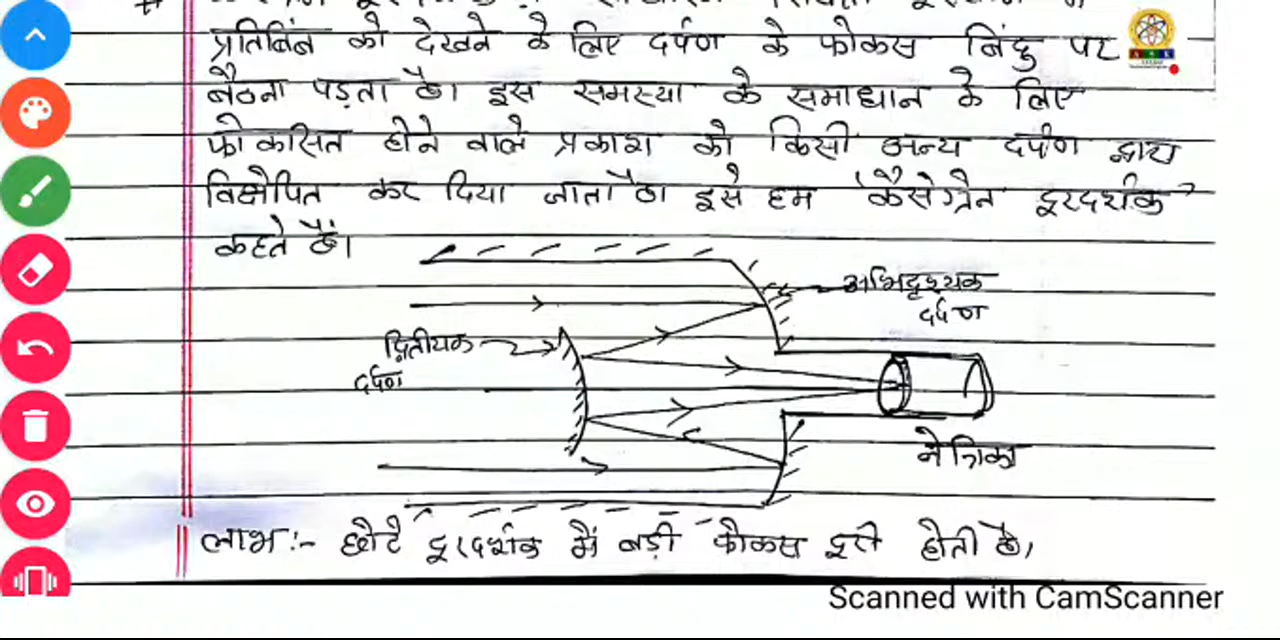 प्रतिबिंब को देखने के लिए दर्पण के फोकस बिंदु पर
बैठना पड़ता है। इस समस्या के समाधान के लिए
फोकसित होने वाले प्रकाश को किसी अन्य दर्पण द्वारा
विक्षेपित कर दिया जाता है। इसे हम 'कैसेग्रेन दूरदर्शक'
कहते हैं।
अभिदृश्यक
दर्पण
द्वितीयक
दर्पण
नेत्रिका
लाभ :- छोटे दूरदर्शक में बड़ी फोकस दूरी होती है,
Scanned with CamScanner